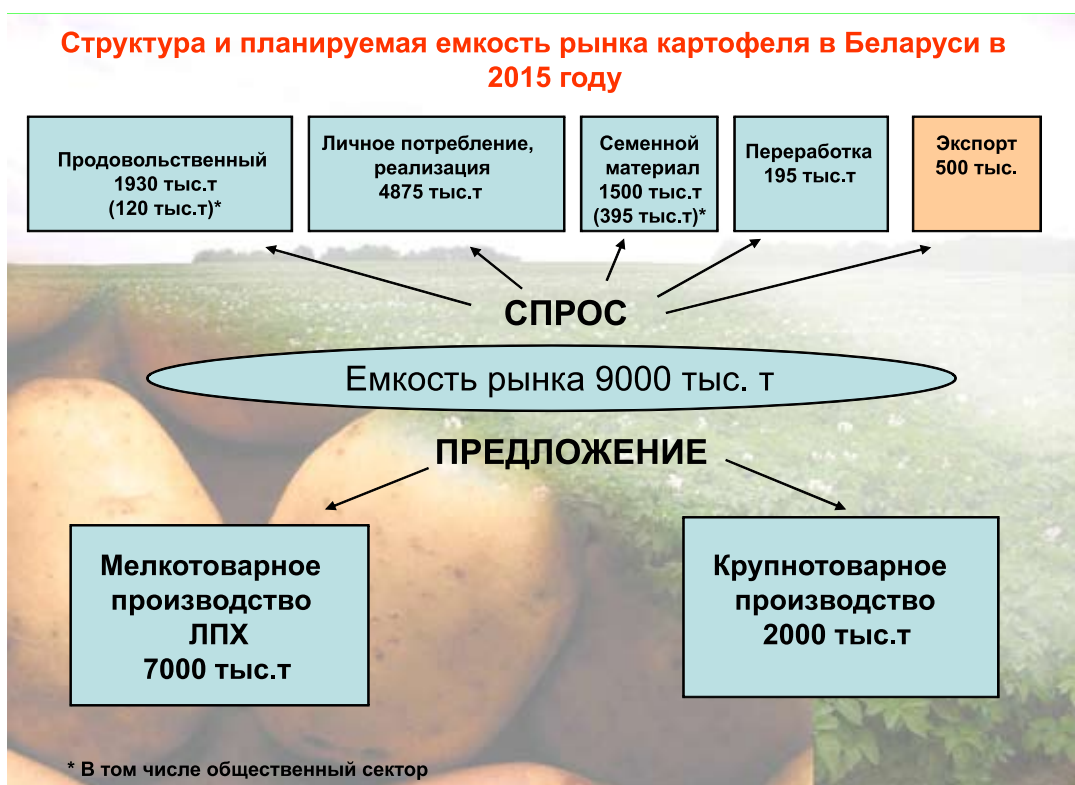 Структура и планируемая емкость рынка картофеля в Беларуси в
2015 году
Продовольственный
1930 тыс.т
(120 тыс.т)*
Личное потребление,
реализация
4875 тыс.т
Семенной
материал
1500 тыс.т
(395 тыс.т)*
Переработка
195 тыс.т
Экспорт
500 тыс.
СПРОС
Емкость рынка 9000 тыс. т
ПРЕДЛОЖЕНИЕ
Мелкотоварное
производство
ЛПХ
7000 тыс.т
Крупнотоварное
производство
2000 тыс.т
* В том числе общественный сектор